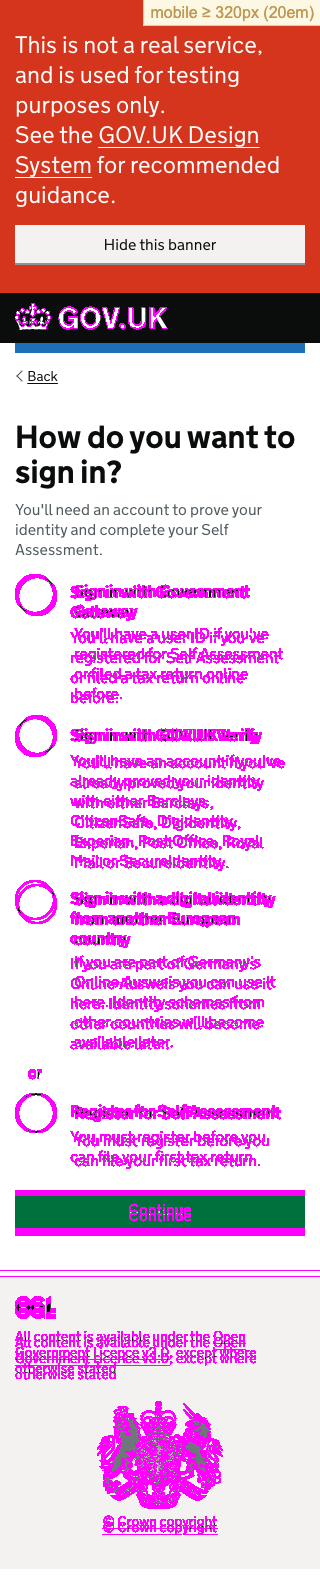 mobile ≥ 320px (20em)
This is not a real service,
and is used for testing
purposes only.
See the GOV.UK Design
System for recommended
guidance.
Hide this banner
GOV.UK
Back
How do you want to
sign in?
You'll need an account to prove your
identity and complete your Self
Assessment.
Sign in with Government
Gateway
You'll have a user ID if you've
registered for Self Assessment
or filed a tax return online
before.
Sign in with GOV.UK Verify
You'll have an account if you've
already proved your identity
with either Barclays,
CitizenSafe, Digidentity,
Experian, Post Office, Royal
Mail or SecureIdentity.
Sign in with a digital identity
from another European
country
If you are part of Germany's
Online-Ausweis you can use it
here. Identity schemes from
other countries will become
available later.
or
Register for Self Assessment
You must register before you
can file your first tax return.
Continue
OGL
All content is available under the Open
Government Licence v3.0, except where
otherwise stated
© Crown copyright